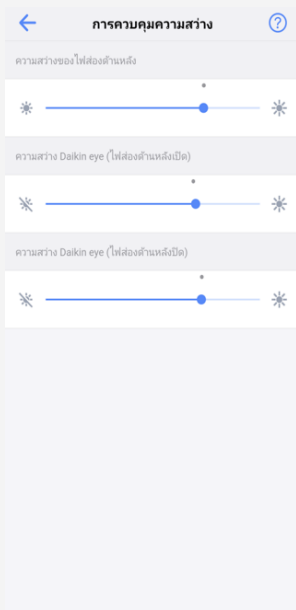 การควบคุมความสว่าง
ความสว่างของไฟส่องด้านหลัง
ความสว่าง Daikin eye (ไฟส่องด้านหลังเปิด)
ความสว่าง Daikin eye (ไฟส่องด้านหลังปิด)